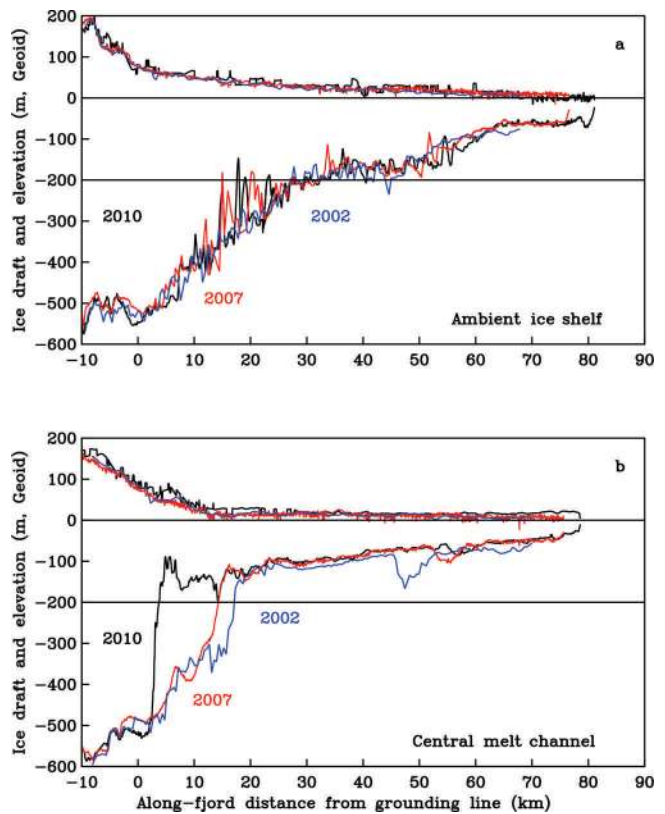 200
100
0
−100
−200
−300
−400
−500
−600
Ice draft and elevation (m, Geoid)
a
2010
2002
2007
Ambient ice shelf
−10 0 10 20 30 40 50 60 70 80 90
200
100
0
−100
−200
−300
−400
−500
−600
Ice draft and elevation (m, Geoid)
b
2010
2002
2007
Central melt channel
−10 0 10 20 30 40 50 60 70 80 90
Along−fjord distance from grounding line (km)